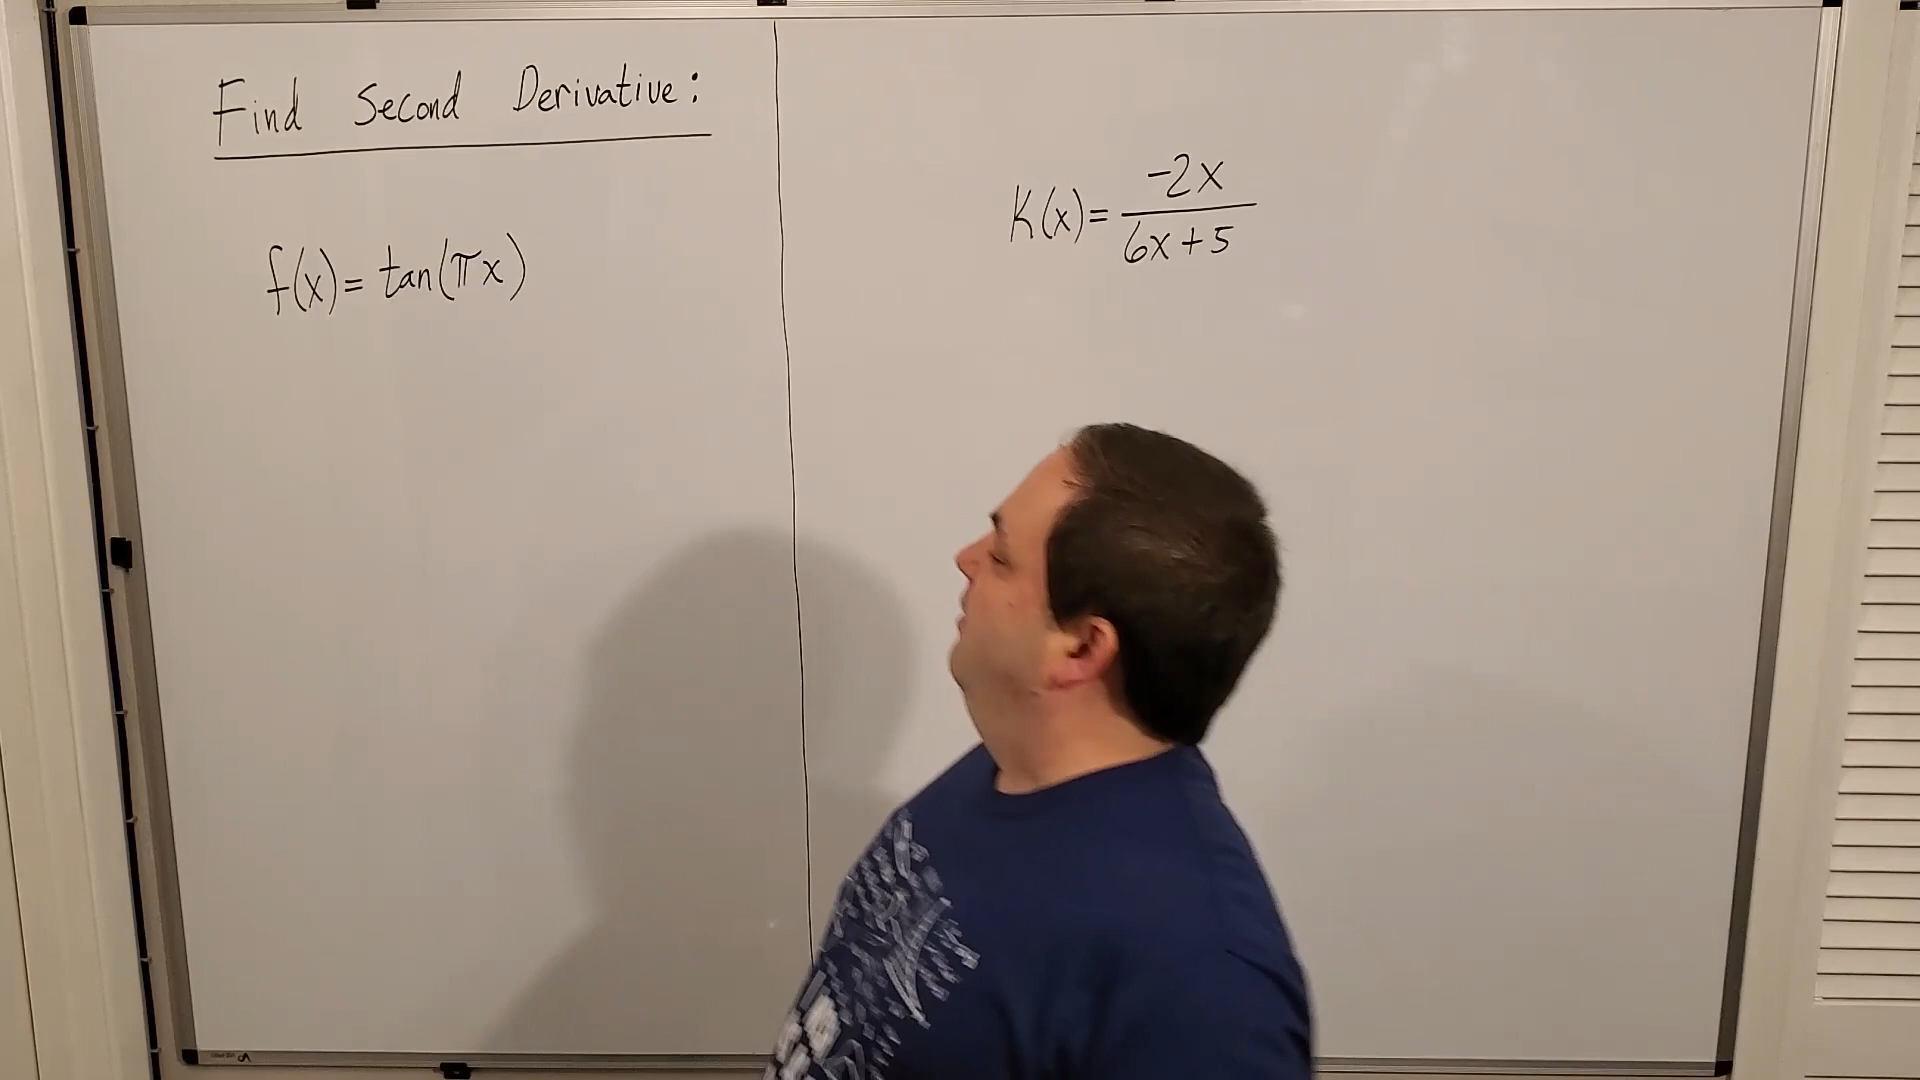 Find Second Derivative:
f(x) = tan(πx)
K(x) = -2x
6x+5